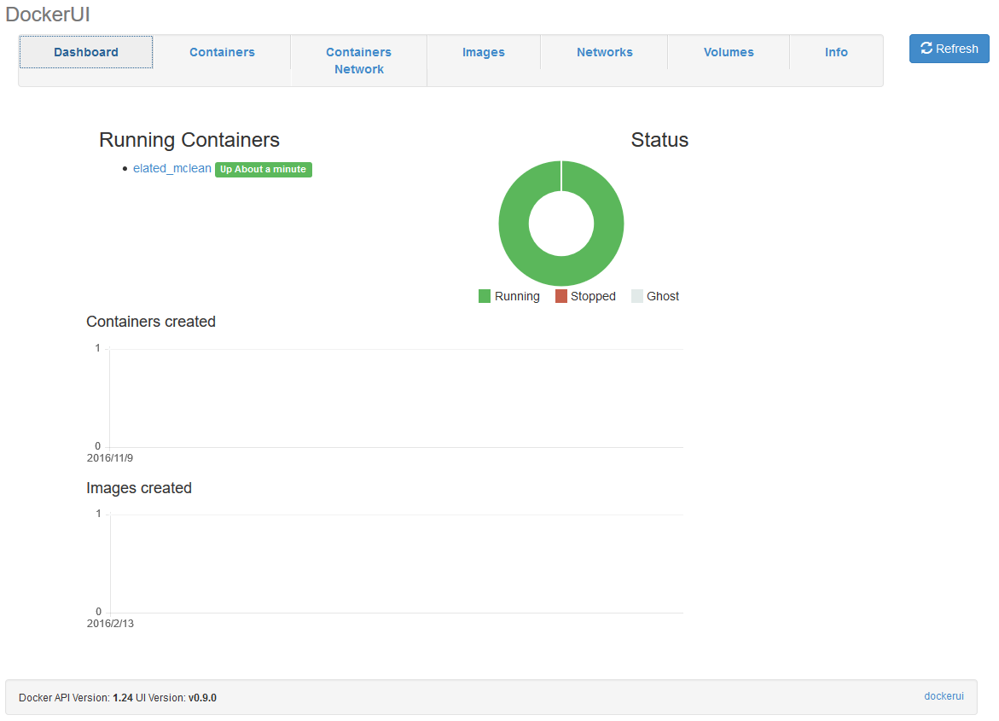 DockerUI
Dashboard
Containers
Containers
Network
Images
Networks
Volumes
Info
Refresh
Running Containers
elated_mclean Up About a minute
Status
Running Stopped Ghost
Containers created
1
0
2016/11/9
Images created
1
0
2016/2/13
Docker API Version: 1.24 UI Version: v0.9.0
dockerui